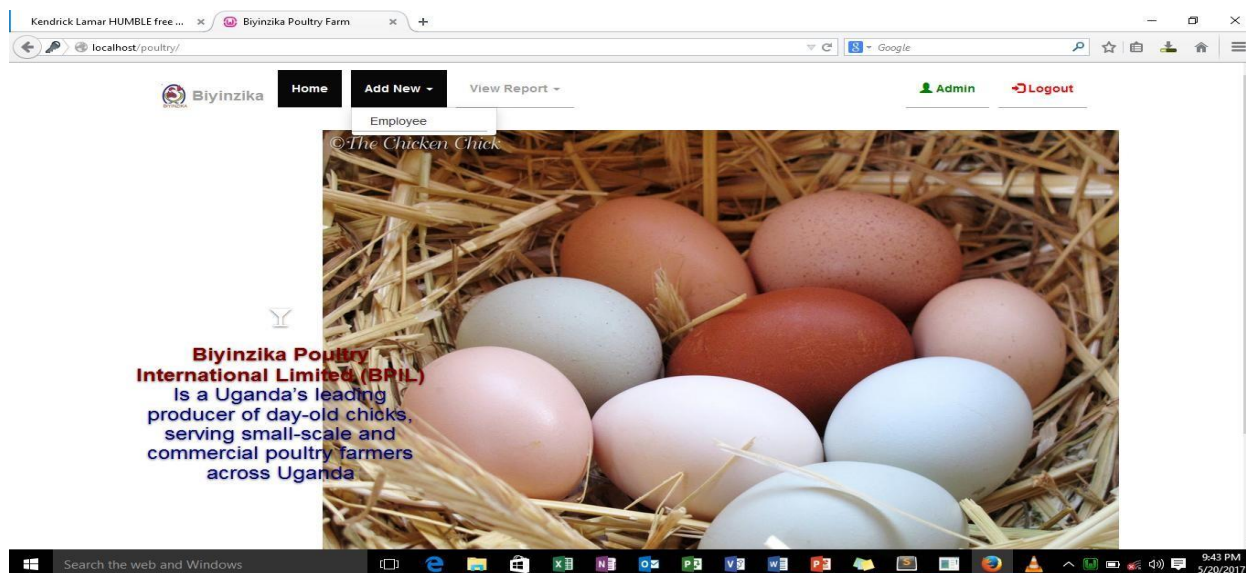 Kendrick Lamar HUMBLE free ...
Biyinzika Poultry Farm
localhost/poultry/
Google
Biyinzika
Home
Add New
View Report
Admin
Logout
Employee
©The Chicken Chick
Biyinzika Poultry
International Limited (BPIL)
Is a Uganda's leading
producer of day-old chicks,
serving small-scale and
commercial poultry farmers
across Uganda
Search the web and Windows
9:43 PM
5/20/2017